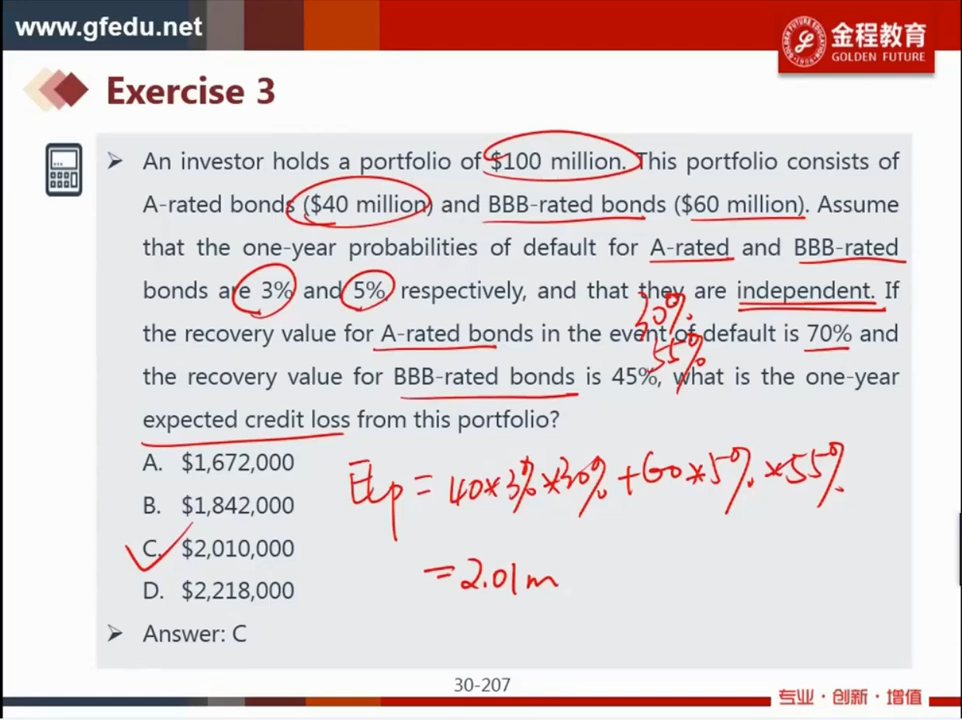 www.gfedu.net
金程教育
GOLDEN FUTURE
Exercise 3
An investor holds a portfolio of $100 million. This portfolio consists of
A-rated bonds ($40 million) and BBB-rated bonds ($60 million). Assume
that the one-year probabilities of default for A-rated and BBB-rated
bonds are 3% and 5%, respectively, and that they are independent. If
30%
the recovery value for A-rated bonds in the event of default is 70% and
55%
the recovery value for BBB-rated bonds is 45%, what is the one-year
expected credit loss from this portfolio?
A. $1,672,000
ELp = 40*3%*30% + 60*5%*55%
B. $1,842,000
C. $2,010,000
= 2.01m
D. $2,218,000
Answer: C
30-207
专业·创新·增值